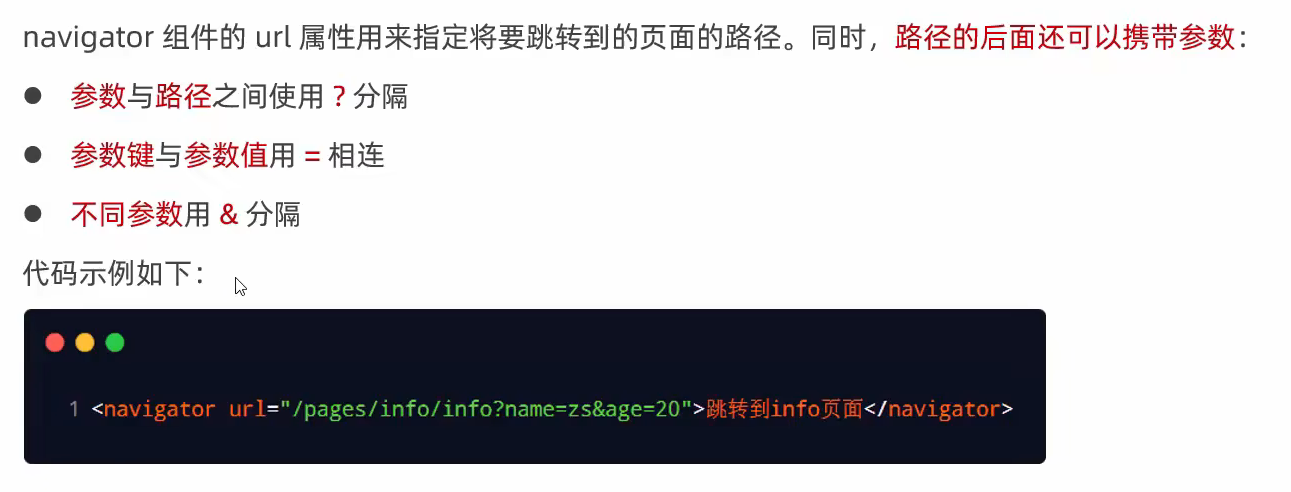 navigator 组件的 url 属性用来指定将要跳转到的页面的路径。同时，路径的后面还可以携带参数：
● 参数与路径之间使用 ? 分隔
● 参数键与参数值用 = 相连
● 不同参数用 & 分隔
代码示例如下：
1 <navigator url="/pages/info/info?name=zs&age=20">跳转到info页面</navigator>